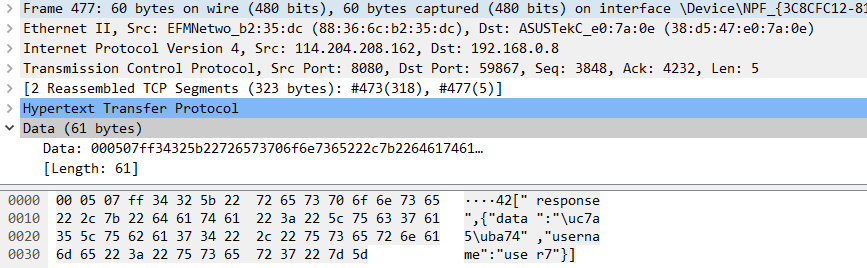 Frame 477: 60 bytes on wire (480 bits), 60 bytes captured (480 bits) on interface \Device\NPF_{3C8CFC12-81
Ethernet II, Src: EFMNetwo_b2:35:dc (88:36:6c:b2:35:dc), Dst: ASUSTekC_e0:7a:0e (38:d5:47:e0:7a:0e)
Internet Protocol Version 4, Src: 114.204.208.162, Dst: 192.168.0.8
Transmission Control Protocol, Src Port: 8080, Dst Port: 59867, Seq: 3848, Ack: 4232, Len: 5
[2 Reassembled TCP Segments (323 bytes): #473(318), #477(5)]
Hypertext Transfer Protocol
Data (61 bytes)
Data: 000507ff34325b22726573706f6e7365222c7b2264617461…
[Length: 61]
0000 00 05 07 ff 34 32 5b 22 72 65 73 70 6f 6e 73 65 ····42[" response
0010 22 2c 7b 22 64 61 74 61 22 3a 22 5c 75 63 37 61 ",{"data ":"\uc7a
0020 35 5c 75 62 61 37 34 22 2c 22 75 73 65 72 6e 61 5\uba74" ,"userna
0030 6d 65 22 3a 22 75 73 65 72 37 22 7d 5d me":"use r7"}]